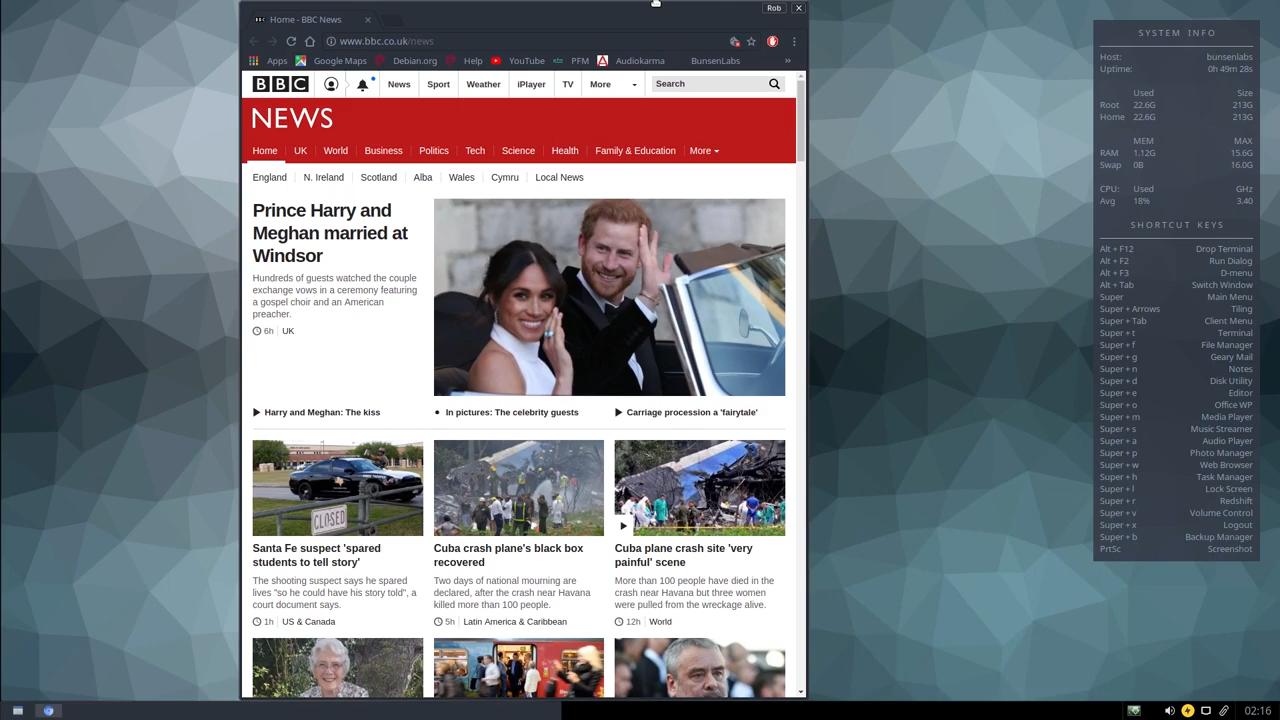 Rob
Home - BBC News
www.bbc.co.uk/news
Apps Google Maps Debian.org Help YouTube PFM Audiokarma BunsenLabs »
BBC News Sport Weather iPlayer TV More Search
NEWS
Home UK World Business Politics Tech Science Health Family & Education More
England N. Ireland Scotland Alba Wales Cymru Local News
Prince Harry and
Meghan married at
Windsor
Hundreds of guests watched the couple
exchange vows in a ceremony featuring
a gospel choir and an American
preacher.
6h UK
Harry and Meghan: The kiss
In pictures: The celebrity guests
Carriage procession a 'fairytale'
CLOSED
Santa Fe suspect 'spared
students to tell story'
The shooting suspect says he spared
lives "so he could have his story told", a
court document says.
1h US & Canada
Cuba crash plane's black box
recovered
Two days of national mourning are
declared, after the crash near Havana
killed more than 100 people.
5h Latin America & Caribbean
Cuba plane crash site 'very
painful' scene
More than 100 people have died in the
crash near Havana but three women
were pulled from the wreckage alive.
12h World
SYSTEM INFO
Host: bunsenlabs
Uptime: 0h 49m 28s
Used Size
Root 22.6G 213G
Home 22.6G 213G
MEM MAX
RAM 1.12G 15.6G
Swap 0B 16.0G
CPU: Used GHz
Avg 18% 3.40
SHORTCUT KEYS
Alt + F12 Drop Terminal
Alt + F2 Run Dialog
Alt + F3 D-menu
Alt + Tab Switch Window
Super Main Menu
Super + Arrows Tiling
Super + Tab Client Menu
Super + t Terminal
Super + f File Manager
Super + g Geary Mail
Super + n Notes
Super + d Disk Utility
Super + e Editor
Super + o Office WP
Super + m Media Player
Super + s Music Streamer
Super + a Audio Player
Super + p Photo Manager
Super + w Web Browser
Super + h Task Manager
Super + l Lock Screen
Super + r Redshift
Super + v Volume Control
Super + x Logout
Super + b Backup Manager
PrtSc Screenshot
02:16